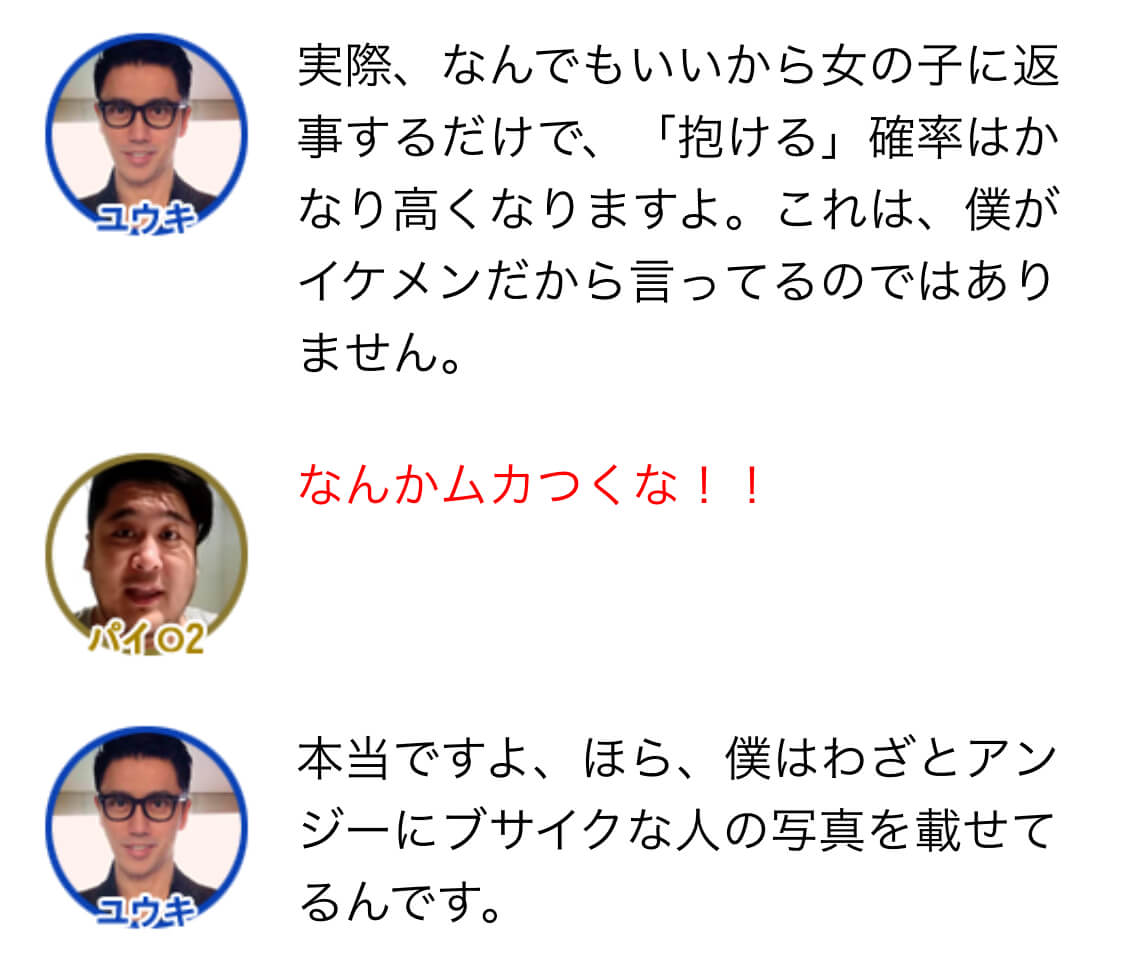 実際、なんでもいいから女の子に返
事するだけで、「抱ける」確率はか
なり高くなりますよ。これは、僕が
イケメンだから言ってるのではあり
ません。
ユウキ
なんかムカつくな！！
パイ◎2
本当ですよ、ほら、僕はわざとアン
ジーにブサイクな人の写真を載せて
るんです。
ユウキ